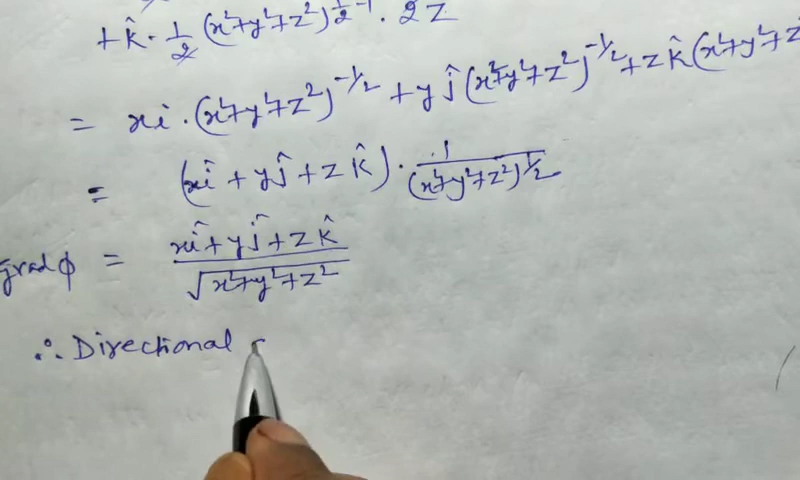 + k̂ · 1/2 (x²+y²+z²)^(1/2 - 1) · 2z
= xi · (x²+y²+z²)^(-1/2) + yĵ (x²+y²+z²)^(-1/2) + zk̂ (x²+y²+z
= (xî + yĵ + zk̂) · 1/(x²+y²+z²)^(1/2)
grad φ = (xî + yĵ + zk̂)/√(x²+y²+z²)
∴ Directional